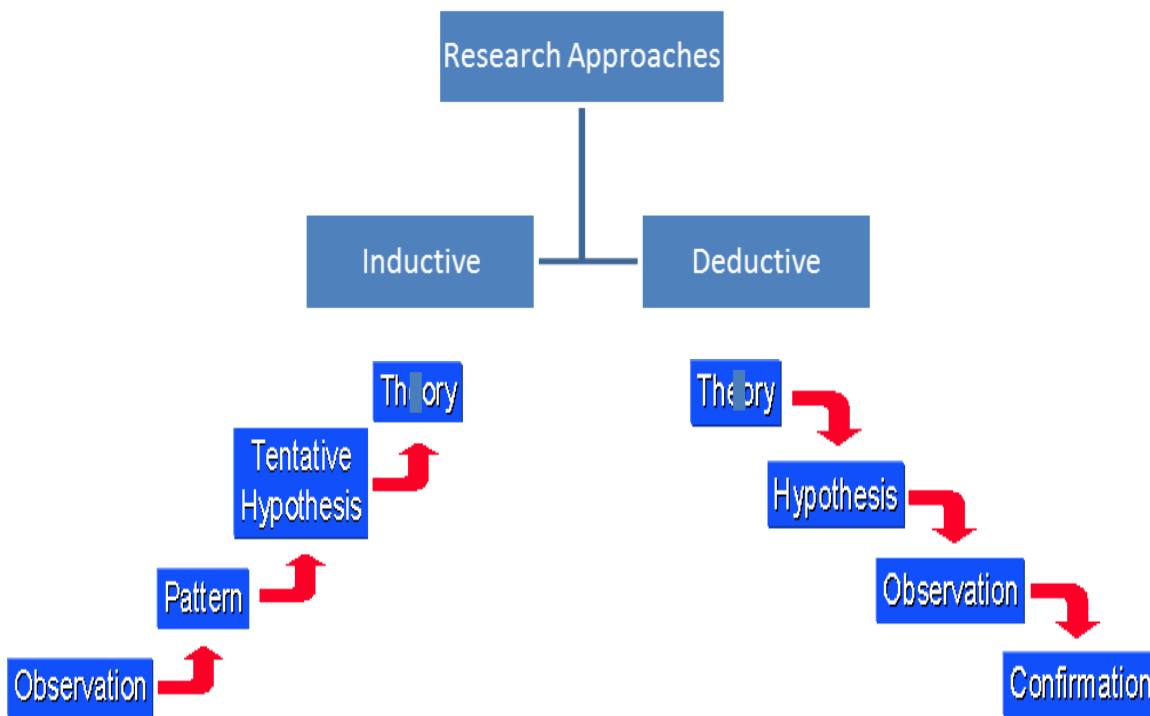 Research Approaches
Inductive
Deductive
Theory
Tentative
Hypothesis
Pattern
Observation
Theory
Hypothesis
Observation
Confirmation